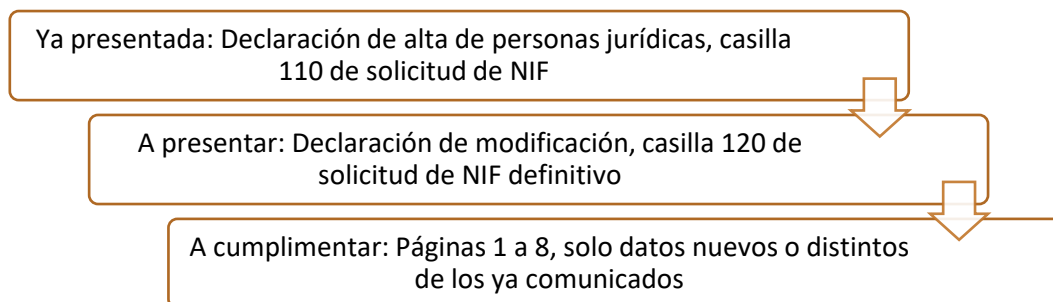 Ya presentada: Declaración de alta de personas jurídicas, casilla
110 de solicitud de NIF
A presentar: Declaración de modificación, casilla 120 de
solicitud de NIF definitivo
A cumplimentar: Páginas 1 a 8, solo datos nuevos o distintos
de los ya comunicados